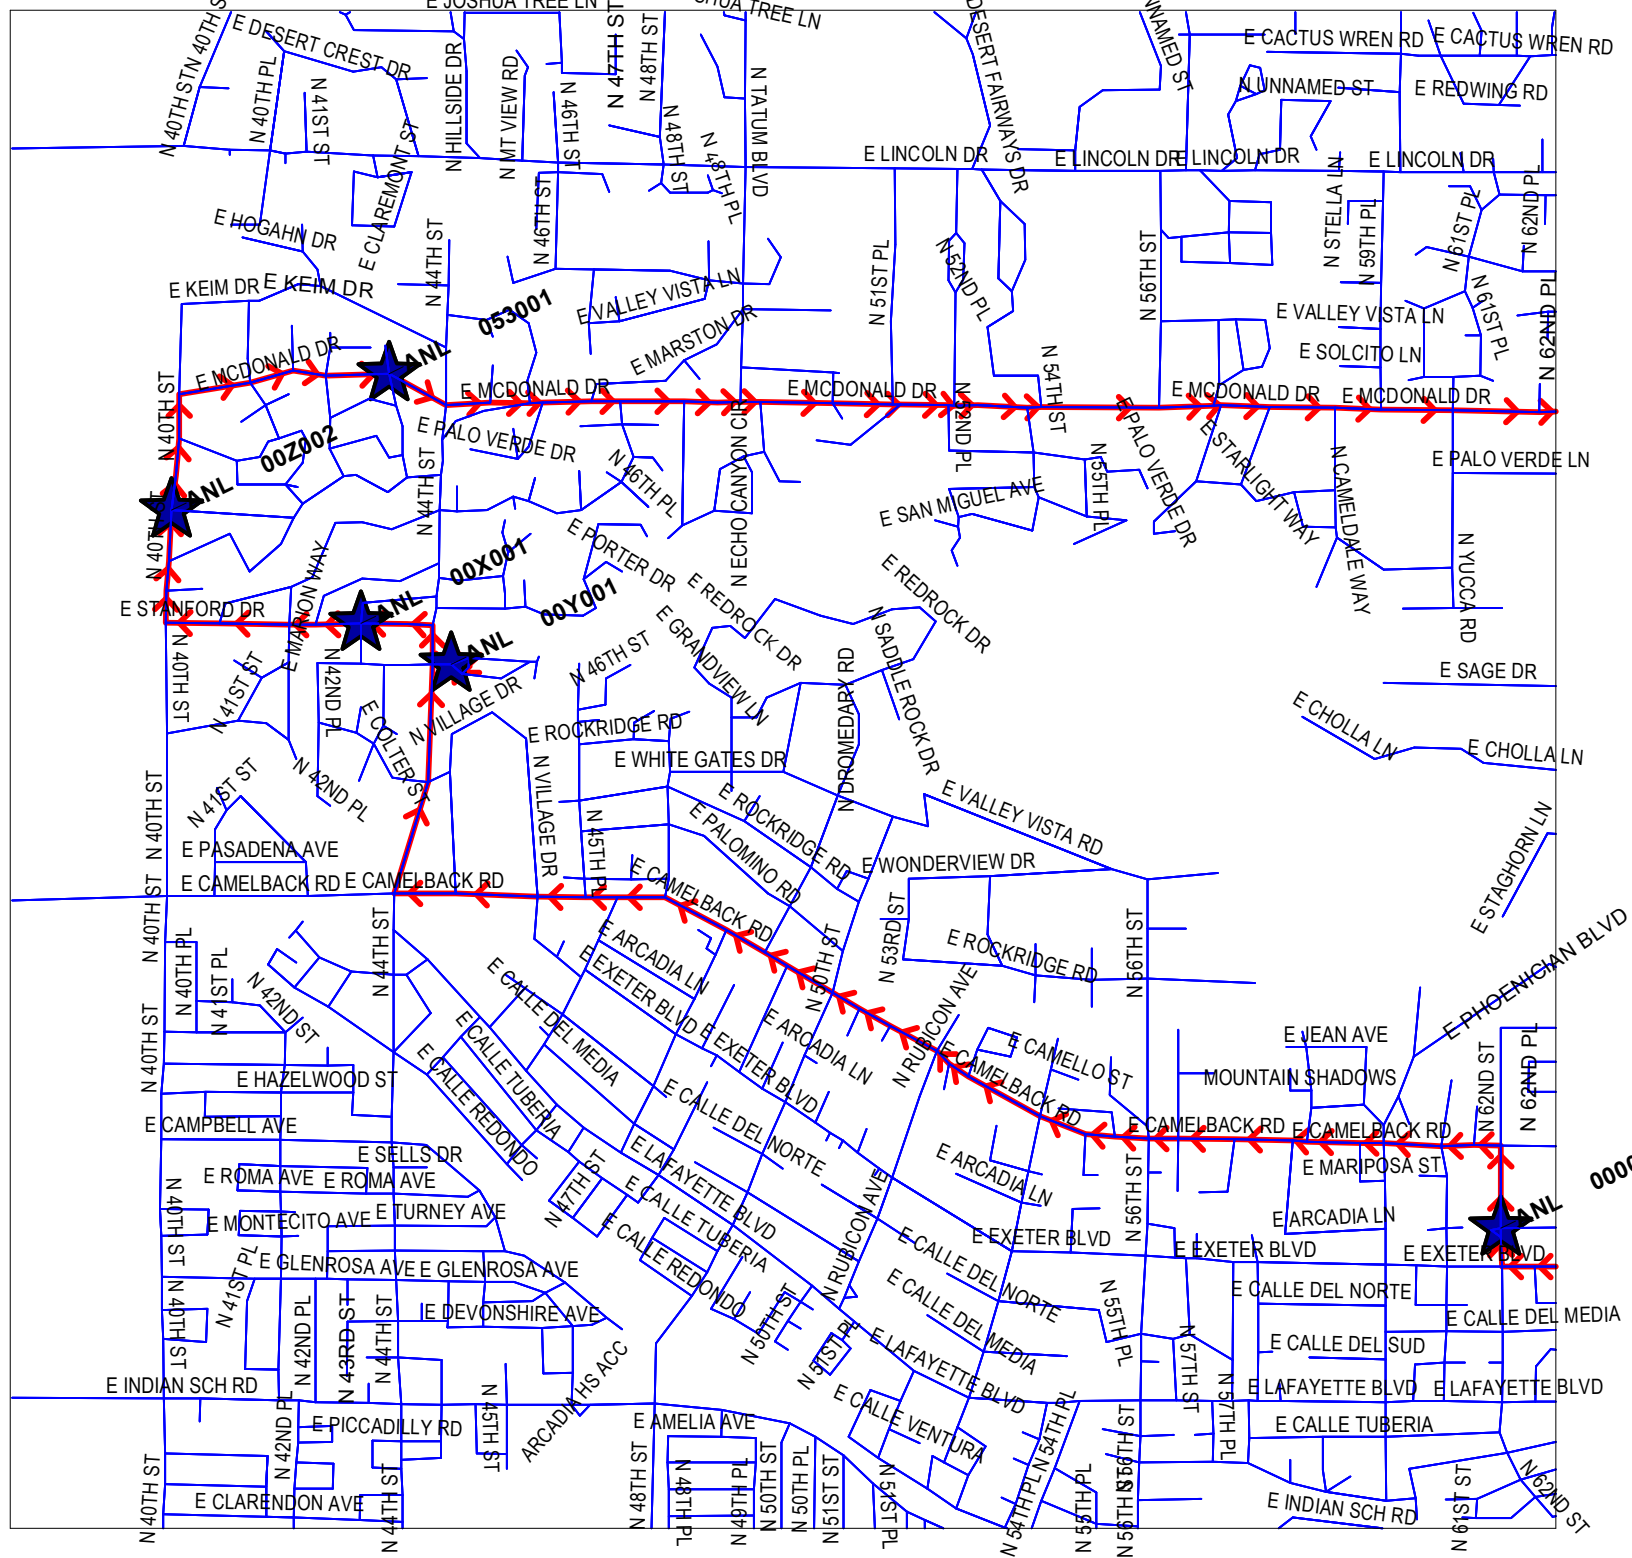 E JOSHUA TREE LN
SHUA TREE LN
N 40TH ST
N 40TH ST
E DESERT CREST DR
N 40TH PL
N 41ST ST
E CLAREMONT ST
N HILLSIDE DR
N MT VIEW RD
N 46TH ST
N 47TH ST
N 48TH ST
N 48TH ST
N 48TH PL
N TATUM BLVD
DESERT FAIRWAYS DR
NNAMED ST
E CACTUS WREN RD
E CACTUS WREN RD
N UNNAMED ST
E REDWING RD
E LINCOLN DR
E LINCOLN DR
E LINCOLN DR
E LINCOLN DR
E HOGAHN DR
N 44TH ST
N 46TH ST
N 51ST PL
N 52ND PL
N 56TH ST
N STELLA LN
N 59TH PL
N 61ST PL
N 62ND PL
E KEIM DR
E KEIM DR
053001
E VALLEY VISTA LN
E MARSTON DR
E VALLEY VISTA LN
E SOLCITO LN
N 61ST PL
N 62ND PL
E MCDONALD DR
ANL
E MCDONALD DR
E MCDONALD DR
E MCDONALD DR
E MCDONALD DR
N 40TH ST
00Z002
ANL
N 40TH ST
E PALO VERDE DR
N 44TH ST
N 46TH PL
N ECHO CANYON CIR
N 52ND PL
N 54TH ST
N 55TH PL
E PALO VERDE DR
E STARLIGHT WAY
N CAMELDALE WAY
E PALO VERDE LN
E SAN MIGUEL AVE
N YUCCA RD
00X001
ANL
00Y001
ANL
E PORTER DR
E REDROCK DR
E REDROCK DR
E STANFORD DR
E MARION WAY
N 40TH ST
N 41ST ST
N 42ND PL
E COLTER ST
N VILLAGE DR
N 46TH ST
E GRANDVIEW LN
N DROMEDARY RD
N SADDLE ROCK DR
E SAGE DR
E CHOLLA LN
E CHOLLA LN
E ROCKRIDGE RD
E WHITE GATES DR
N 41ST ST
N 42ND PL
N 40TH ST
N VILLAGE DR
N 45TH PL
E ROCKRIDGE RD
E PALOMINO RD
E VALLEY VISTA RD
E WONDERVIEW DR
E STAGHORN LN
E PASADENA AVE
E CAMELBACK RD
E CAMELBACK RD
E CAMELBACK RD
N 40TH ST
N 40TH PL
N 41ST PL
N 42ND ST
N 44TH ST
E ARCADIA LN
E EXETER BLVD
N 50TH ST
N 53RD ST
E ROCKRIDGE RD
N 56TH ST
E PHOENICIAN BLVD
N 40TH ST
E CALLE DEL MEDIA
E CALLE TUBERIA
E CALLE REDONDO
E EXETER BLVD
E ARCADIA LN
N RUBICON AVE
E CAMELBACK RD
E CAMELLO ST
E JEAN AVE
MOUNTAIN SHADOWS
N 62ND ST
N 62ND PL
E HAZELWOOD ST
E CAMPBELL AVE
E CALLE DEL NORTE
E CAMELBACK RD
E CAMELBACK RD
E SELLS DR
E ROMA AVE
E ROMA AVE
E MARIPOSA ST
E ARCADIA LN
N 56TH ST
N 40TH ST
E MONTECITO AVE
E TURNEY AVE
N 47TH ST
E LAFAYETTE BLVD
E CALLE TUBERIA
E CALLE REDONDO
N RUBICON AVE
E CALLE DEL NORTE
E EXETER BLVD
E EXETER BLVD
E ARCADIA LN
0000
ANL
E EXETER BLVD
N 41ST PL
E GLENROSA AVE
E GLENROSA AVE
N 40TH ST
N 42ND PL
N 43RD ST
N 44TH ST
E DEVONSHIRE AVE
N 50TH ST
N 51ST PL
E CALLE DEL MEDIA
N 55TH PL
N 57TH ST
E CALLE DEL NORTE
E CALLE DEL MEDIA
E CALLE DEL SUD
E LAFAYETTE BLVD
E LAFAYETTE BLVD
E LAFAYETTE BLVD
E INDIAN SCH RD
ARCADIA HS ACC
N 42ND PL
E PICCADILLY RD
N 45TH ST
E AMELIA AVE
E CALLE VENTURA
N 54TH PL
N 54TH PL
N 56TH ST
N 57TH PL
E CALLE TUBERIA
N 40TH ST
E CLARENDON AVE
N 44TH ST
N 48TH ST
N 48TH PL
N 49TH PL
N 50TH ST
N 50TH PL
N 51ST ST
N 51ST PL
N 55TH PL
N 56TH ST
E INDIAN SCH RD
N 61ST ST
N 62ND ST